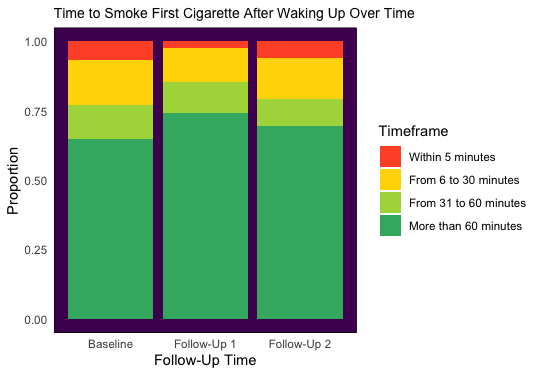 Time to Smoke First Cigarette After Waking Up Over Time
1.00
0.75
0.50
0.25
0.00
Proportion
Baseline
Follow-Up 1
Follow-Up 2
Follow-Up Time
Timeframe
Within 5 minutes
From 6 to 30 minutes
From 31 to 60 minutes
More than 60 minutes